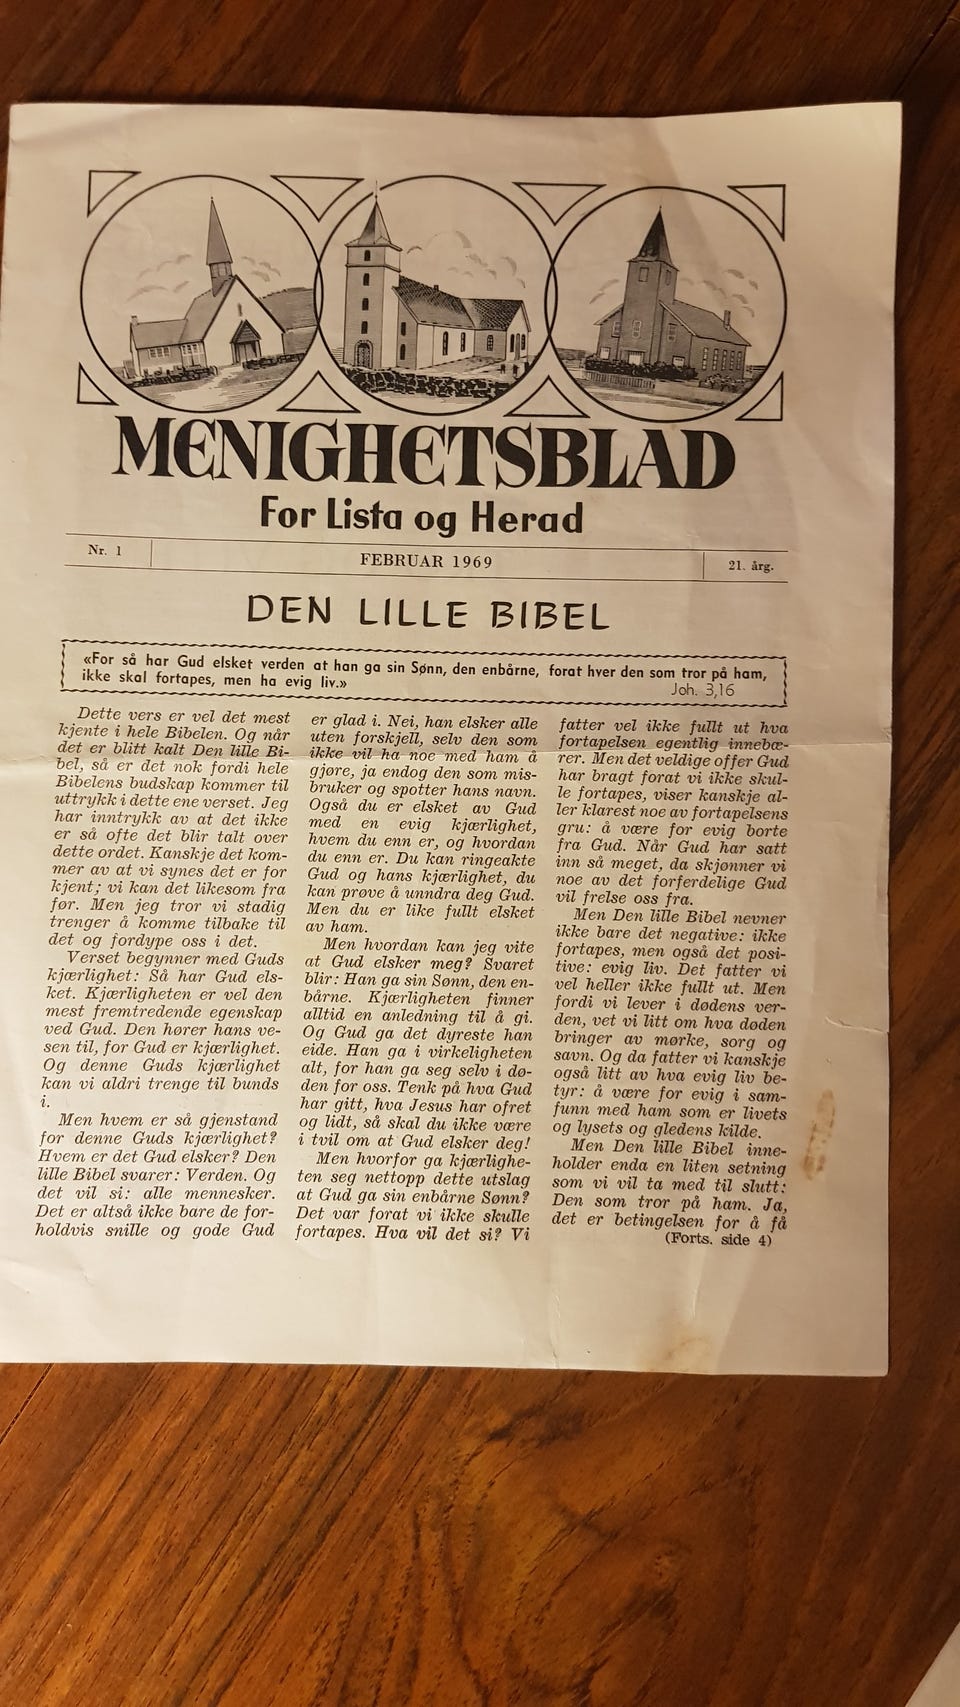 MENIGHETSBLAD
For Lista og Herad
Nr. 1
FEBRUAR 1969
21. årg.
DEN LILLE BIBEL
«For så har Gud elsket verden at han ga sin Sønn, den enbårne, forat hver den som tror på ham,
ikke skal fortapes, men ha evig liv.»
Joh. 3,16
Dette vers er vel det mest
kjente i hele Bibelen. Og når
det er blitt kalt Den lille Bi-
bel, så er det nok fordi hele
Bibelens budskap kommer til
uttrykk i dette ene verset. Jeg
har inntrykk av at det ikke
er så ofte det blir talt over
dette ordet. Kanskje det kom-
mer av at vi synes det er for
kjent; vi kan det likesom fra
før. Men jeg tror vi stadig
trenger å komme tilbake til
det og fordype oss i det.
Verset begynner med Guds
kjærlighet: Så har Gud els-
ket. Kjærligheten er vel den
mest fremtredende egenskap
ved Gud. Den hører hans ve-
sen til, for Gud er kjærlighet.
Og denne Guds kjærlighet
kan vi aldri trenge til bunds
i.
Men hvem er så gjenstand
for denne Guds kjærlighet?
Hvem er det Gud elsker? Den
lille Bibel svarer: Verden. Og
det vil si: alle mennesker.
Det er altså ikke bare de for-
holdvis snille og gode Gud
er glad i. Nei, han elsker alle
uten forskjell, selv den som
ikke vil ha noe med ham å
gjøre, ja endog den som mis-
bruker og spotter hans navn.
Også du er elsket av Gud
med en evig kjærlighet,
hvem du enn er, og hvordan
du enn er. Du kan ringeakte
Gud og hans kjærlighet, du
kan prøve å unndra deg Gud.
Men du er like fullt elsket
av ham.
Men hvordan kan jeg vite
at Gud elsker meg? Svaret
blir: Han ga sin Sønn, den en-
bårne. Kjærligheten finner
alltid en anledning til å gi.
Og Gud ga det dyreste han
eide. Han ga i virkeligheten
alt, for han ga seg selv i dø-
den for oss. Tenk på hva Gud
har gitt, hva Jesus har ofret
og lidt, så skal du ikke være
i tvil om at Gud elsker deg!
Men hvorfor ga kjærlighe-
ten seg nettopp dette utslag
at Gud ga sin enbårne Sønn?
Det var forat vi ikke skulle
fortapes. Hva vil det si? Vi
fatter vel ikke fullt ut hva
fortapelsen egentlig innebæ-
rer. Men det veldige offer Gud
har bragt forat vi ikke skul-
le fortapes, viser kanskje al-
ler klarest noe av fortapelsens
gru: å være for evig borte
fra Gud. Når Gud har satt
inn så meget, da skjønner vi
noe av det forferdelige Gud
vil frelse oss fra.
Men Den lille Bibel nevner
ikke bare det negative: ikke
fortapes, men også det posi-
tive: evig liv. Det fatter vi
vel heller ikke fullt ut. Men
fordi vi lever i dødens ver-
den, vet vi litt om hva døden
bringer av mørke, sorg og
savn. Og da fatter vi kanskje
også litt av hva evig liv be-
tyr: å være for evig i sam-
funn med ham som er livets
og lysets og gledens kilde.
Men Den lille Bibel inne-
holder enda en liten setning
som vi vil ta med til slutt:
Den som tror på ham. Ja,
det er betingelsen for å få
(Forts. side 4)